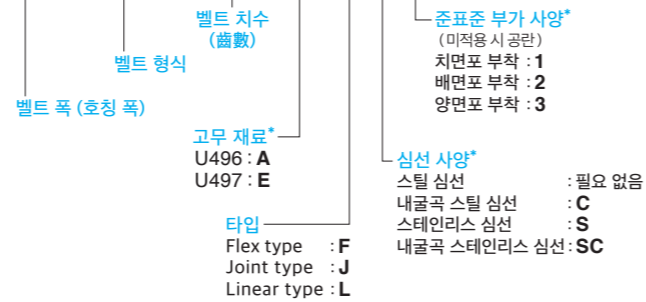 벨트 치수
(齒數)
벨트 형식
벨트 폭 (호칭 폭)
준표준 부가 사양*
(미적용 시 공란)
치면포 부착 : 1
배면포 부착 : 2
양면포 부착 : 3
고무 재료*
U496 : A
U497 : E
심선 사양*
스틸 심선 : 필요 없음
내굴곡 스틸 심선 : C
스테인리스 심선 : S
내굴곡 스테인리스 심선 : SC
타입
Flex type : F
Joint type : J
Linear type : L